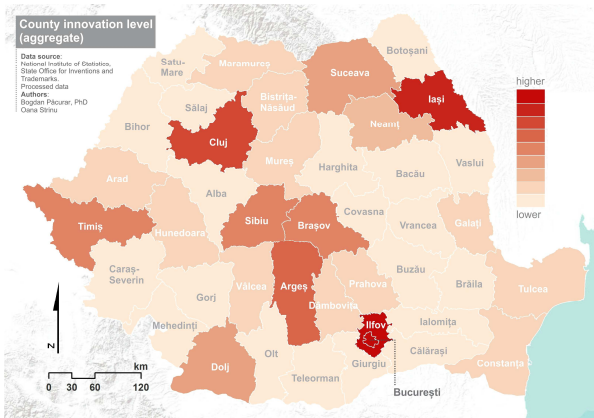 County innovation level
(aggregate)
Data source:
National Institute of Statistics,
State Office for Inventions and
Trademarks.
Processed data
Authors:
Bogdan Păcurar, PhD
Oana Strinu
Botoșani
Satu-
Mare
Maramureș
Suceava
higher
Iași
Bistrița-
Năsăud
Sălaj
Neamț
Bihor
Cluj
Mureș
Harghita
Bacău
Vaslui
Arad
Alba
lower
Covasna
Timiș
Hunedoara
Sibiu
Brașov
Vrancea
Galați
Caraș-
Severin
Buzău
Gorj
Vâlcea
Argeș
Prahova
Brăila
Tulcea
Dâmbovița
Mehedinți
Ilfov
Ialomița
N
Olt
Călărași
km
Dolj
Giurgiu
Constanța
0 30 60 120
Teleorman
București